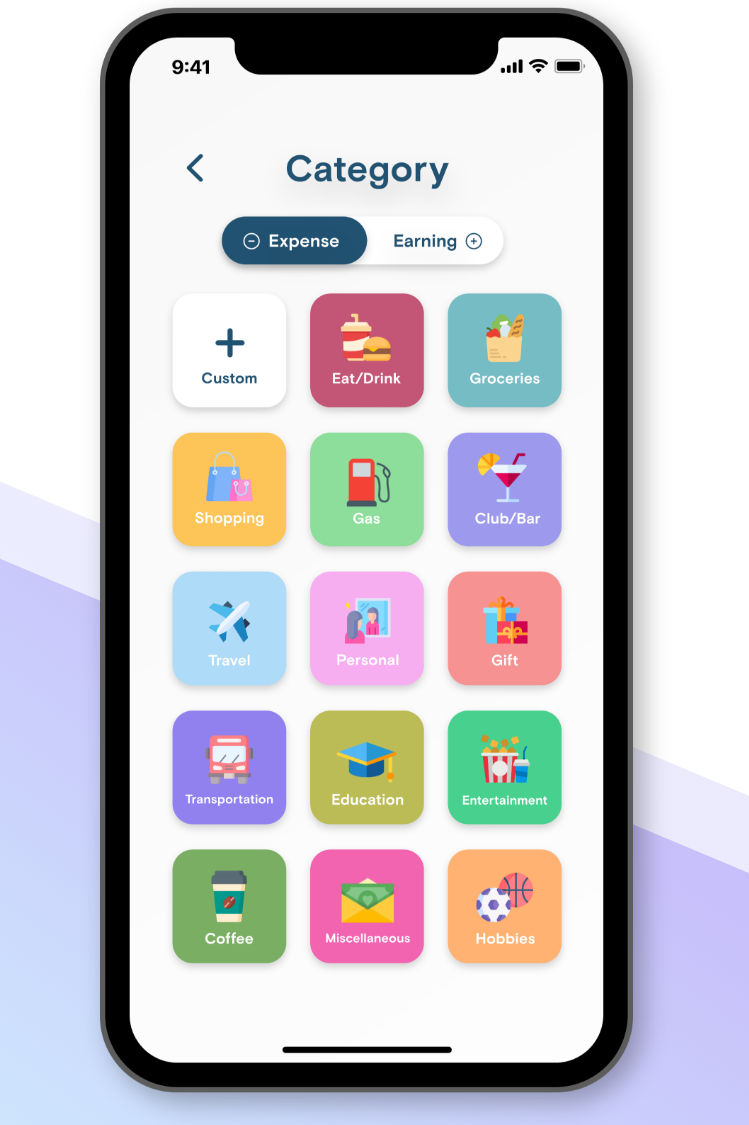 9:41
Category
Expense
Earning
Custom
Eat/Drink
Groceries
Shopping
Gas
Club/Bar
Travel
Personal
Gift
Transportation
Education
Entertainment
Coffee
Miscellaneous
Hobbies